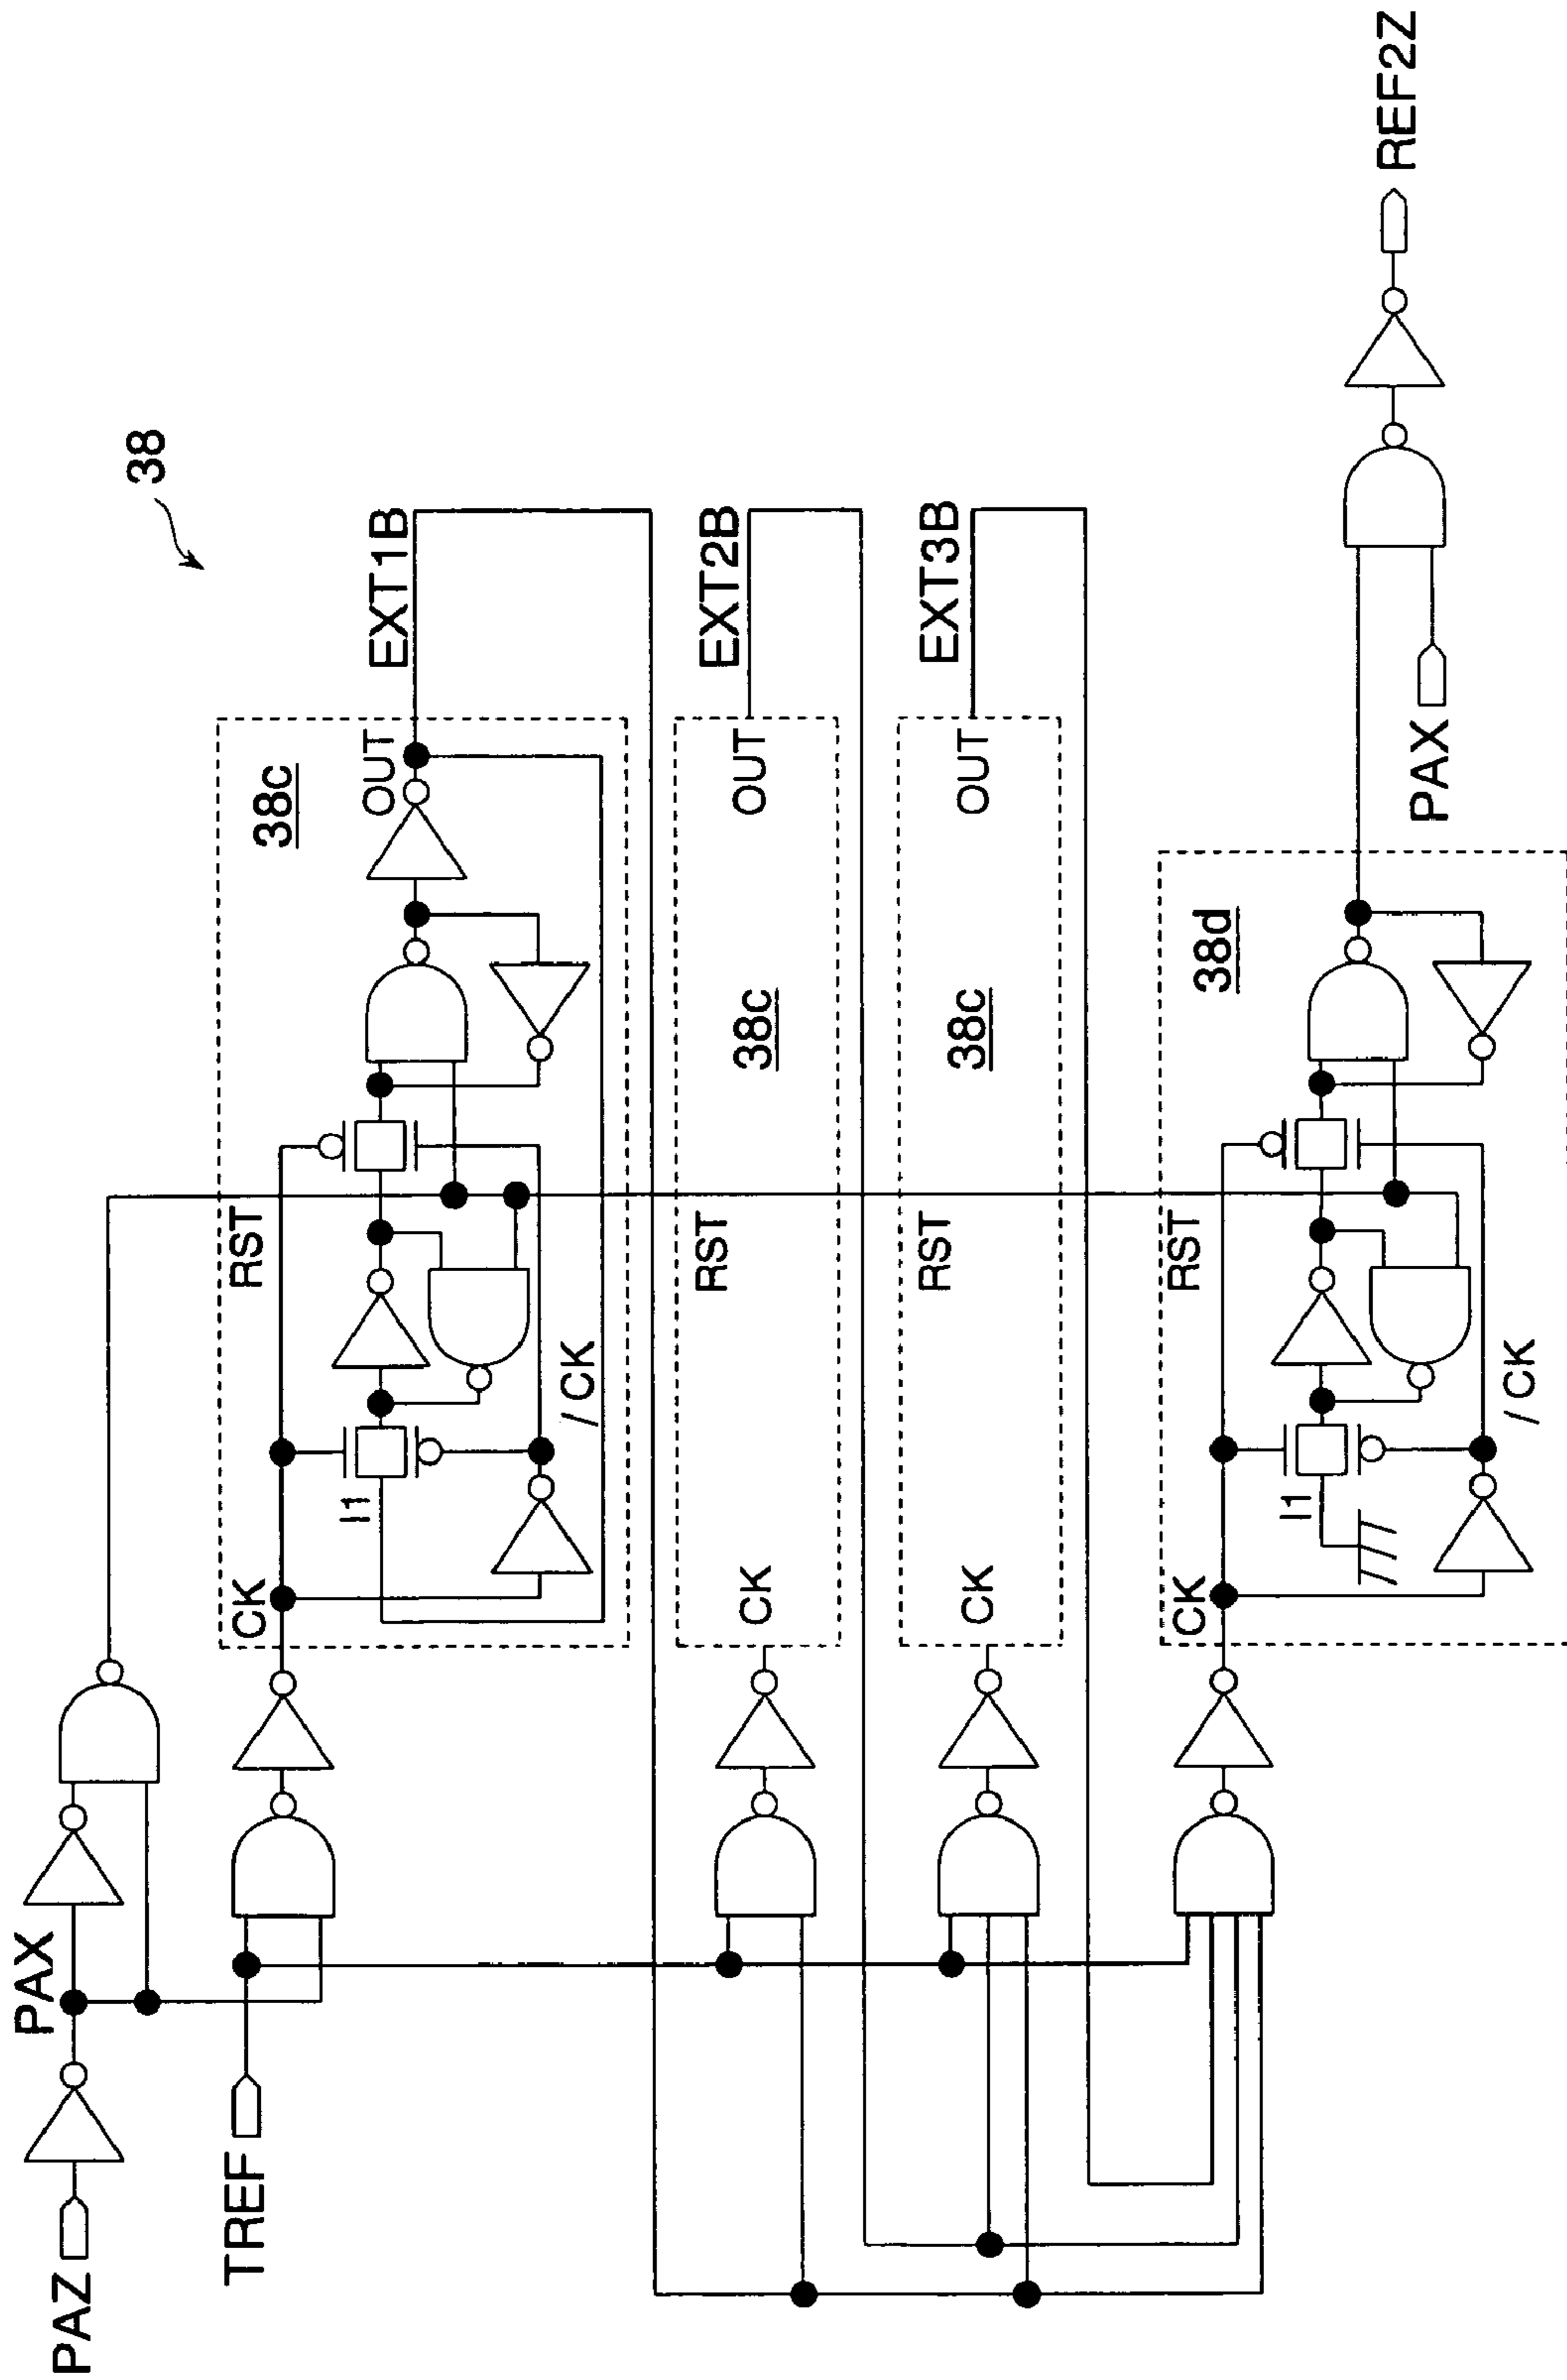 38
PAZ
PAX
TREF
CK
RST
38c
OUT
EXT1B
I1
/CK
CK
RST
38c
OUT
EXT2B
CK
RST
38c
OUT
EXT3B
CK
RST
38d
I1
/CK
PAX
REF2Z